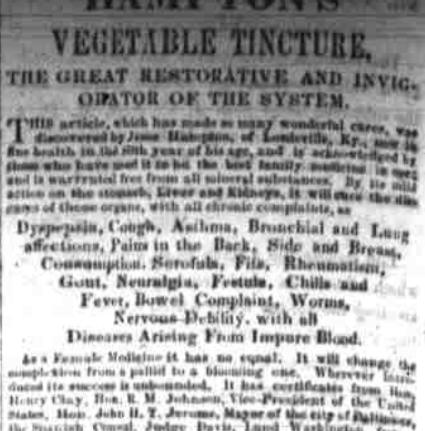 HAMPTON'S
VEGETABLE TINCTURE,
THE GREAT RESTORATIVE AND INVIG-
ORATOR OF THE SYSTEM.
THIS article, which has made so many wonderful cures, was
discovered by Jesse Hampton, of Louisville, Ky., now in
fine health in the 80th year of his age, and is acknowledged by
those who have used it to be the best family medicine in use,
and is warranted free from all mineral substances. By its mild
action on the stomach, Liver and Kidneys, it will cure the dis
eases of those organs, with all chronic complaints, as
Dyspepsia, Cough, Asthma, Bronchial and Lung
affections, Pains in the Back, Side and Breast,
Consumption, Scrofula, Fits, Rheumatism,
Gout, Neuralgia, Festula, Chills and
Fever, Bowel Complaint, Worms,
Nervous Debility, with all
Diseases Arising From Impure Blood.
As a Female Medicine it has no equal. It will change the
complexion from a pallid to a blooming one. Wherever intro-
duced its success is unbounded. It has certificates from Hon.
Henry Clay, Hon. R. M. Johnson, Vice-President of the United
States, Hon. John H. T. Jerome, Mayor of the city of Baltimore,
the Spanish Consul, Judge Davis, Lund Washington,